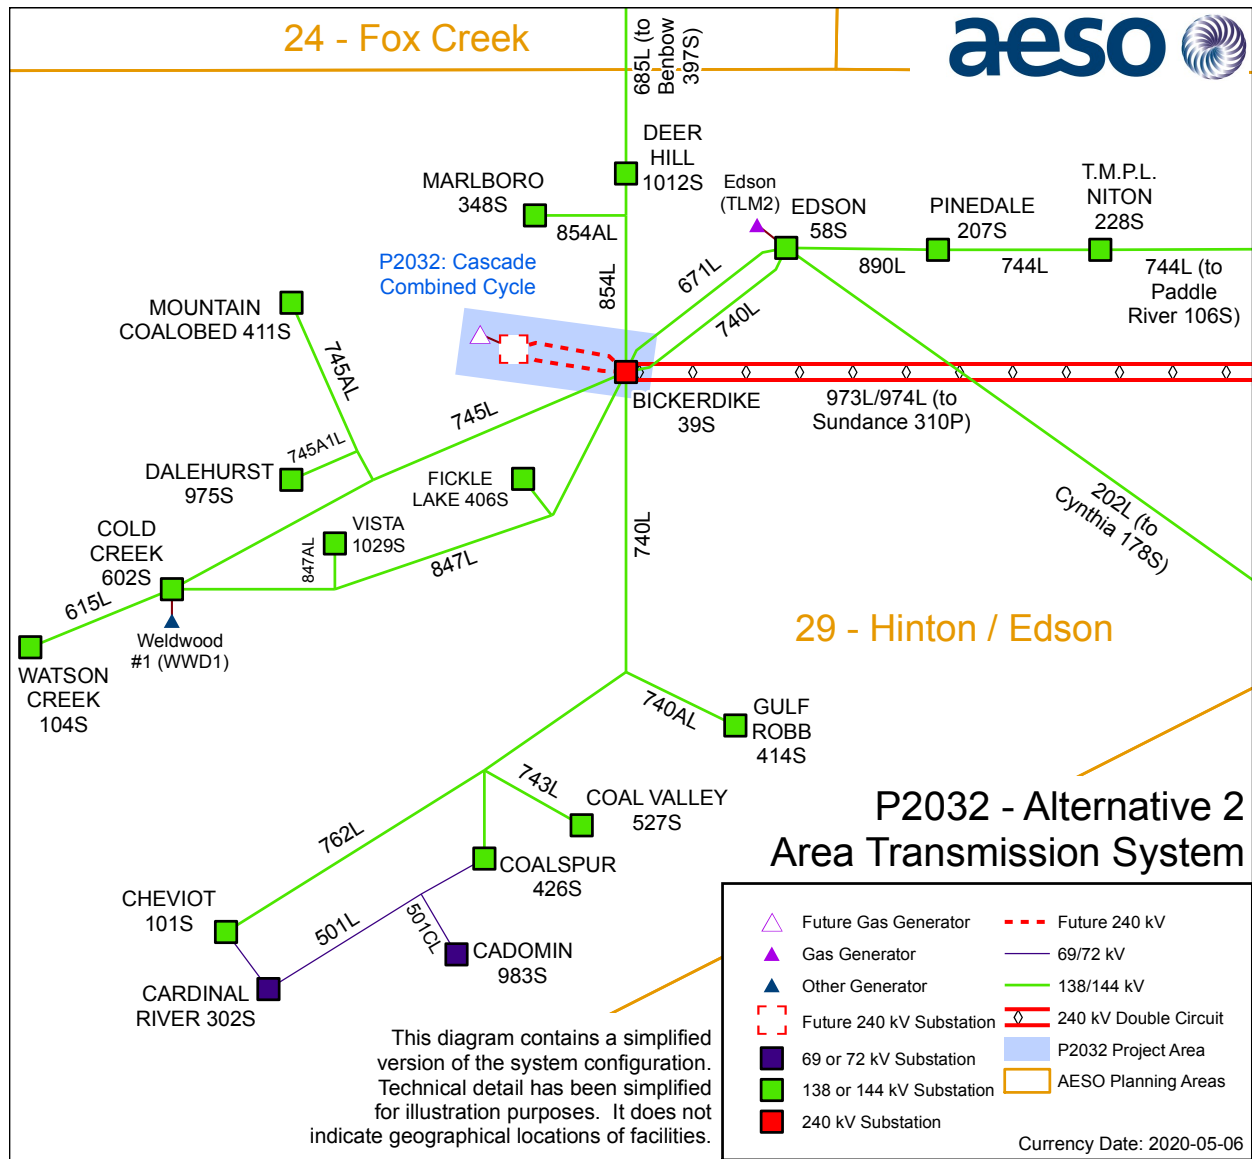 24 - Fox Creek
685L (to
Benbow
397S)
aeso
DEER
HILL
1012S
MARLBORO
348S
854AL
Edson
(TLM2)
EDSON
58S
PINEDALE
207S
T.M.P.L.
NITON
228S
890L
744L
744L (to
Paddle
River 106S)
P2032: Cascade
Combined Cycle
854L
671L
740L
MOUNTAIN
COALOBED 411S
745AL
745L
BICKERDIKE
39S
973L/974L (to
Sundance 310P)
745A1L
DALEHURST
975S
FICKLE
LAKE 406S
202L (to
Cynthia 178S)
COLD
CREEK
602S
VISTA
1029S
847AL
847L
740L
615L
Weldwood
#1 (WWD1)
29 - Hinton / Edson
WATSON
CREEK
104S
740AL
GULF
ROBB
414S
743L
COAL VALLEY
527S
762L
COALSPUR
426S
CHEVIOT
101S
501L
501CL
CADOMIN
983S
CARDINAL
RIVER 302S
P2032 - Alternative 2
Area Transmission System
This diagram contains a simplified
version of the system configuration.
Technical detail has been simplified
for illustration purposes.  It does not
indicate geographical locations of facilities.
Future Gas Generator
Gas Generator
Other Generator
Future 240 kV Substation
69 or 72 kV Substation
138 or 144 kV Substation
240 kV Substation
Future 240 kV
69/72 kV
138/144 kV
240 kV Double Circuit
P2032 Project Area
AESO Planning Areas
Currency Date: 2020-05-06